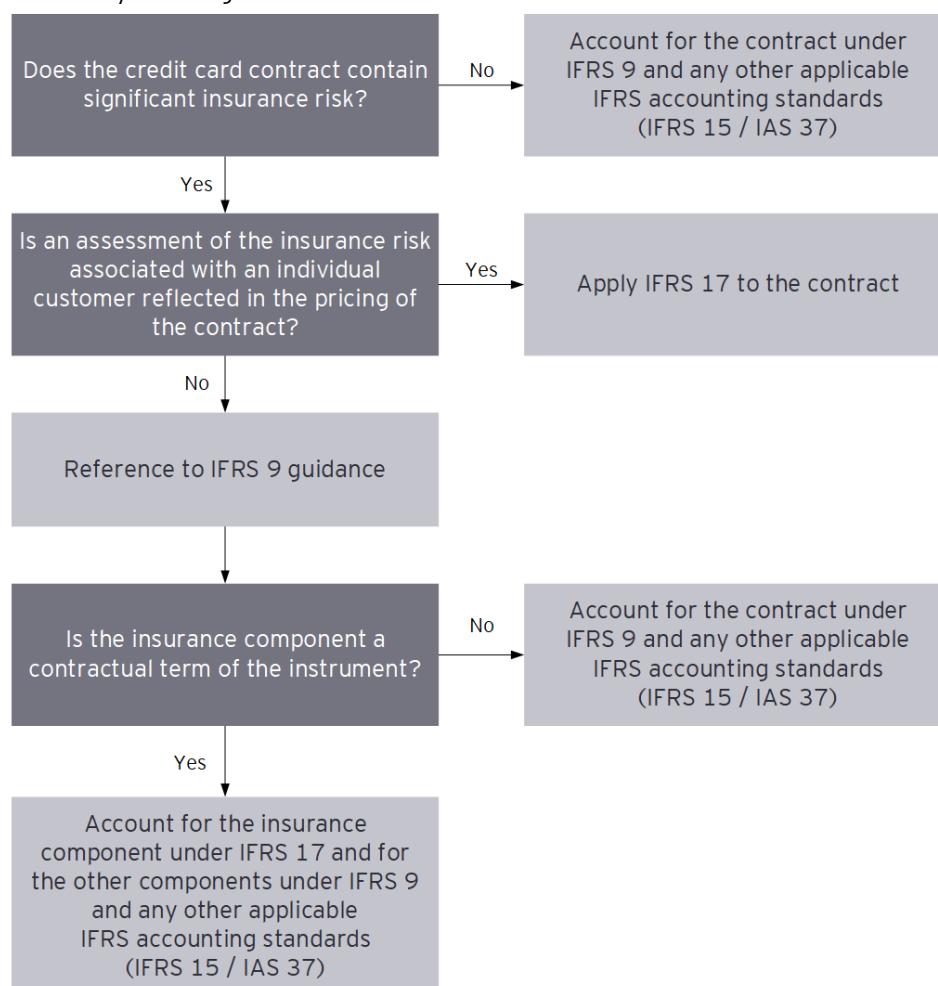 Does the credit card contract contain
significant insurance risk?
No
Account for the contract under
IFRS 9 and any other applicable
IFRS accounting standards
(IFRS 15 / IAS 37)
Yes
Is an assessment of the insurance risk
associated with an individual
customer reflected in the pricing of
the contract?
Yes
Apply IFRS 17 to the contract
No
Reference to IFRS 9 guidance
Is the insurance component a
contractual term of the instrument?
No
Account for the contract under
IFRS 9 and any other applicable
IFRS accounting standards
(IFRS 15 / IAS 37)
Yes
Account for the insurance
component under IFRS 17 and for
the other components under IFRS 9
and any other applicable
IFRS accounting standards
(IFRS 15 / IAS 37)